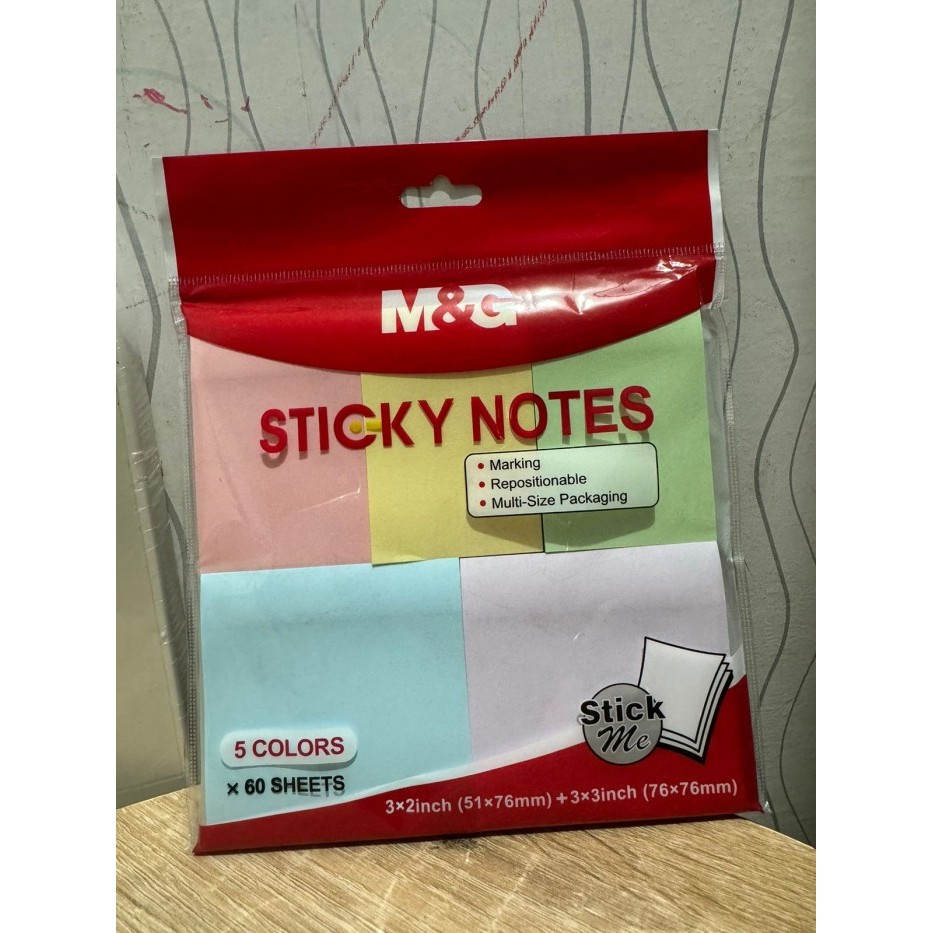 M&G
STICKY NOTES
• Marking
• Repositionable
• Multi-Size Packaging
Stick
Me
5 COLORS
× 60 SHEETS
3×2inch (51×76mm) + 3×3inch (76×76mm)